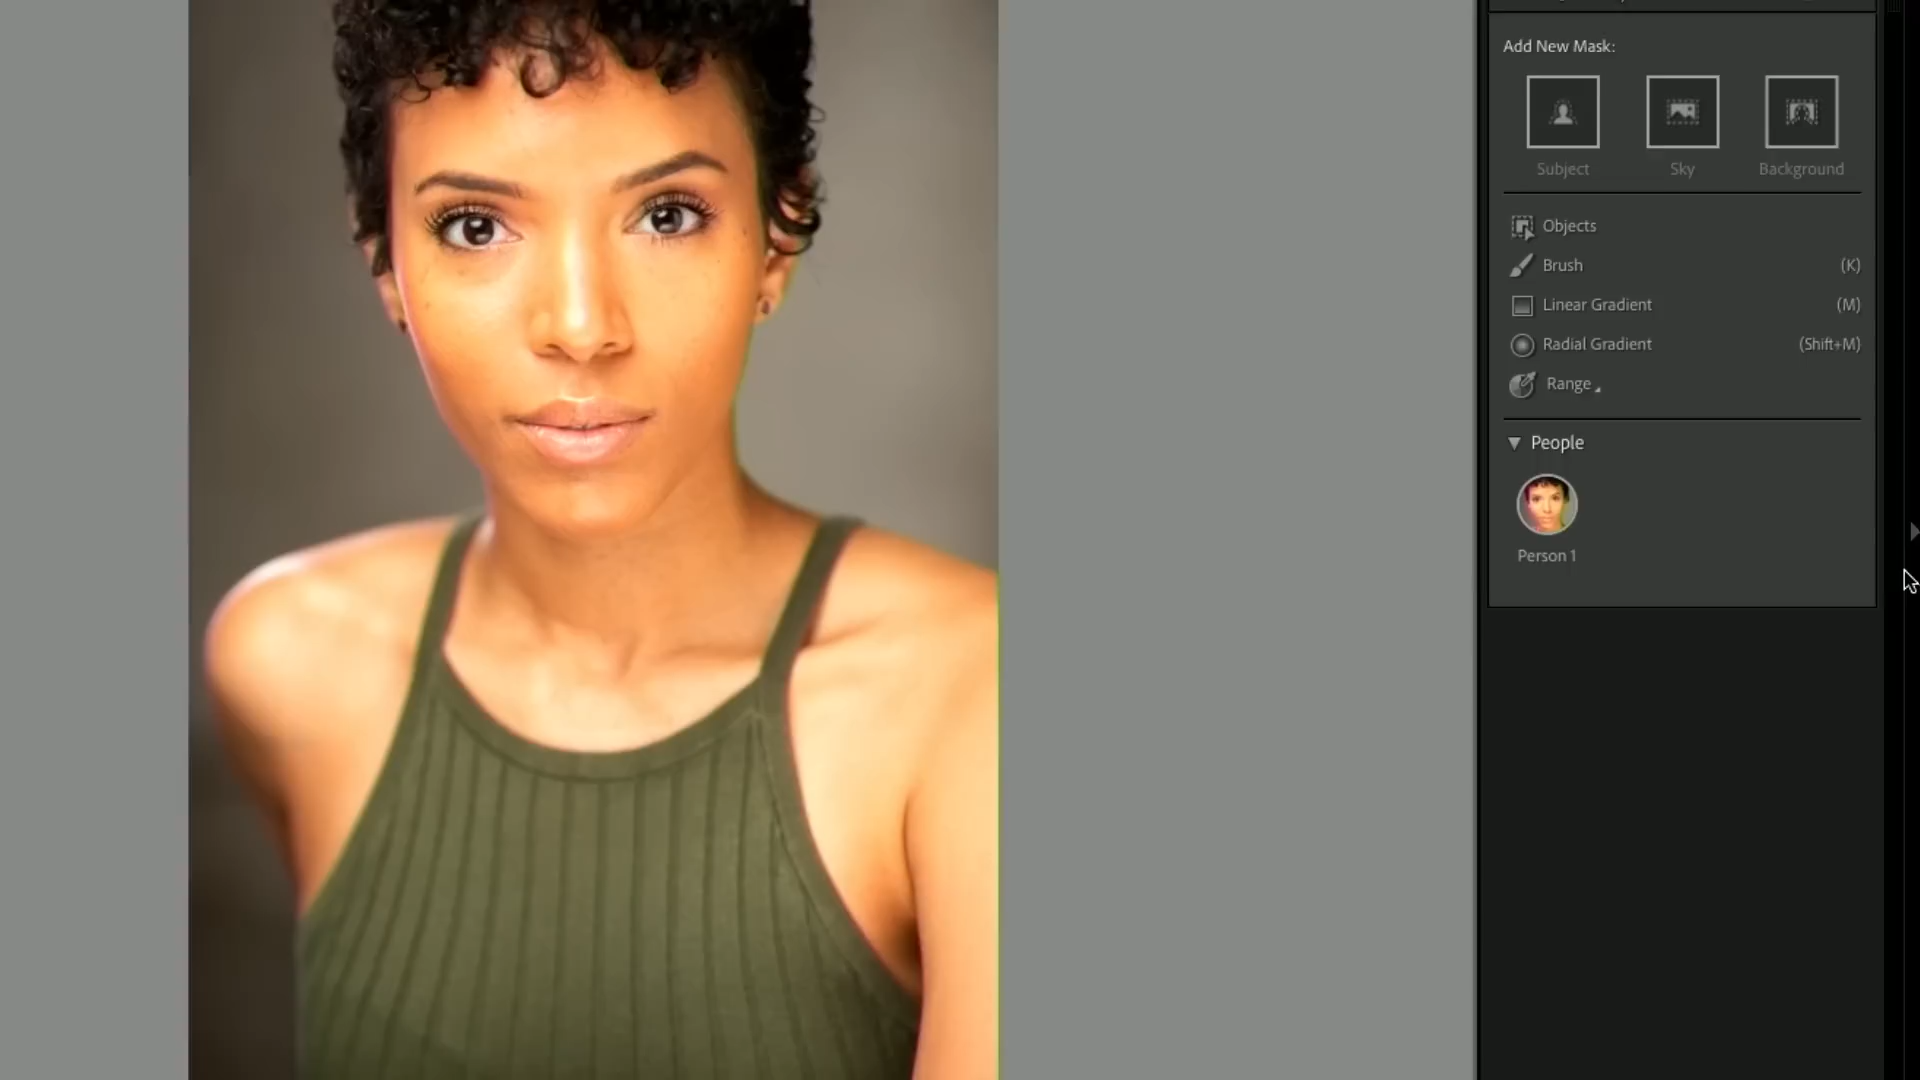 Add New Mask:
Subject Sky Background
Objects
Brush (K)
Linear Gradient (M)
Radial Gradient (Shift+M)
Range
People
Person 1